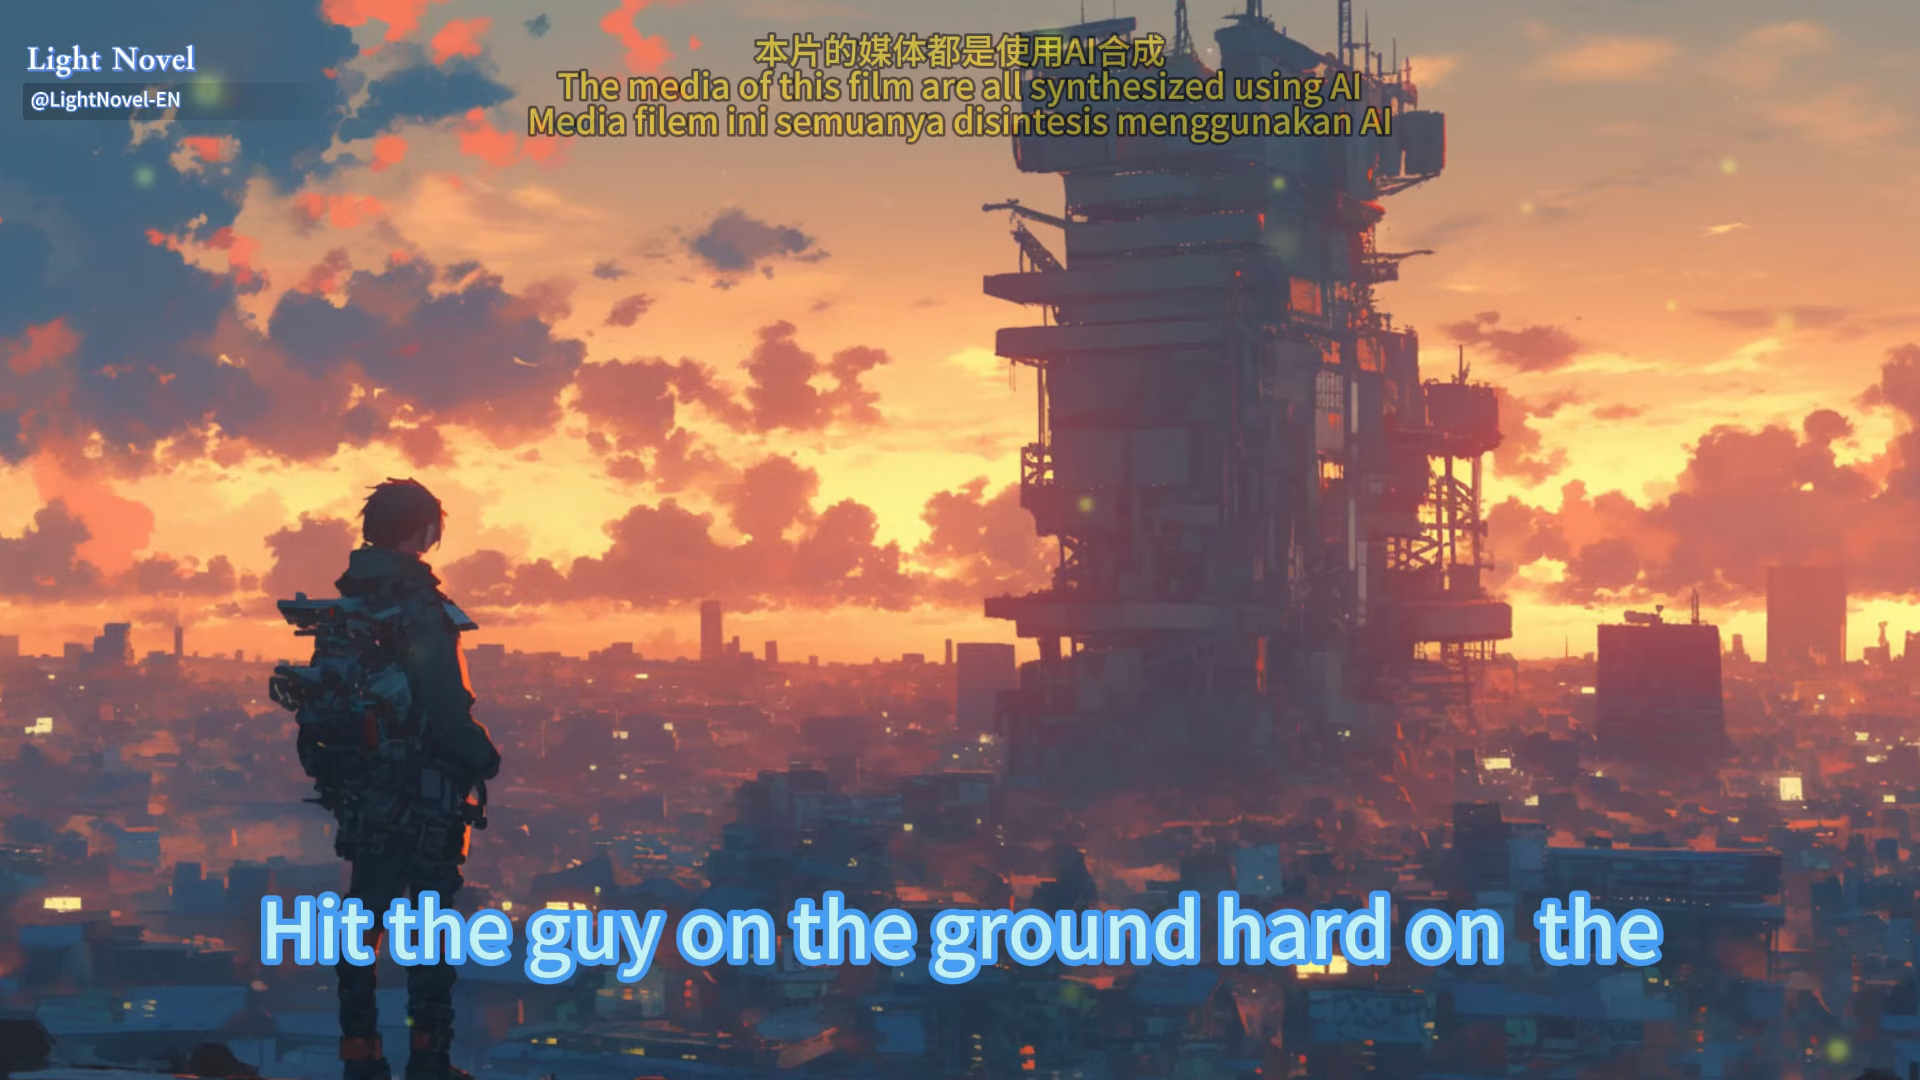 Light Novel
@LightNovel-EN
本片的媒体都是使用AI合成
The media of this film are all synthesized using AI
Media filem ini semuanya disintesis menggunakan AI
Hit the guy on the ground hard on the